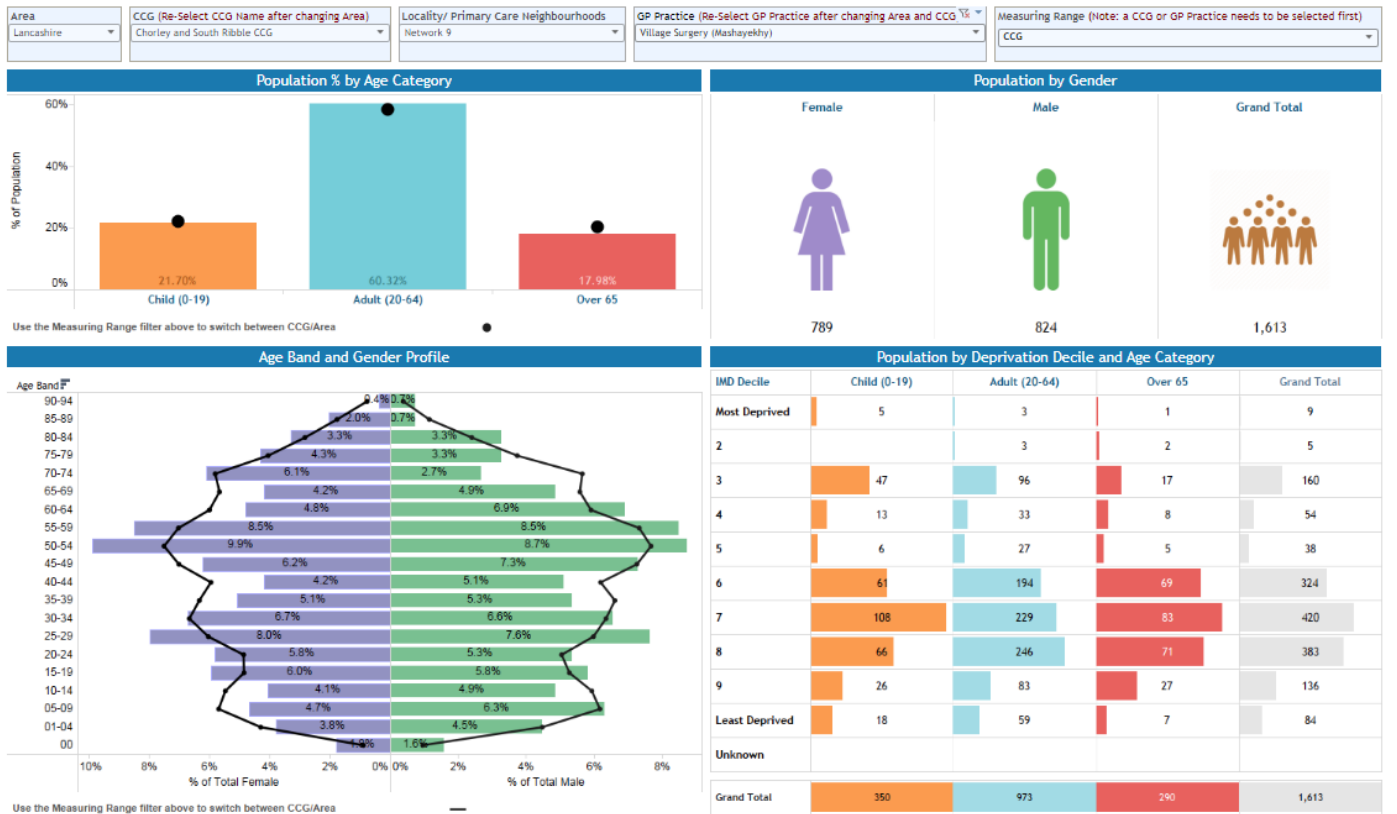 Area
Lancashire
CCG (Re-Select CCG Name after changing Area)
Chorley and South Ribble CCG
Locality/ Primary Care Neighbourhoods
Network 9
GP Practice (Re-Select GP Practice after changing Area and CCG
Village Surgery (Mashayekhy)
Measuring Range (Note: a CCG or GP Practice needs to be selected first)
CCG
Population % by Age Category
% of Population
60%
40%
20%
0%
21.70% 60.32% 17.98%
Child (0-19) Adult (20-64) Over 65
Use the Measuring Range filter above to switch between CCG/Area
Population by Gender
Female Male Grand Total
789 824 1,613
Age Band and Gender Profile
Age Band
90-94 0.4% 0.7%
85-89 2.0% 0.7%
80-84 3.3% 3.3%
75-79 4.3% 3.3%
70-74 6.1% 2.7%
65-69 4.2% 4.9%
60-64 4.8% 6.9%
55-59 8.5% 8.5%
50-54 9.9% 8.7%
45-49 6.2% 7.3%
40-44 4.2% 5.1%
35-39 5.1% 5.3%
30-34 6.7% 6.6%
25-29 8.0% 7.6%
20-24 5.8% 5.3%
15-19 6.0% 5.8%
10-14 4.1% 4.9%
05-09 4.7% 6.3%
01-04 3.8% 4.5%
00 1.6%
10% 8% 6% 4% 2% 0% 0% 2% 4% 6% 8%
% of Total Female % of Total Male
Use the Measuring Range filter above to switch between CCG/Area
Population by Deprivation Decile and Age Category
IMD Decile Child (0-19) Adult (20-64) Over 65 Grand Total
Most Deprived 5 3 1 9
2 3 2 5
3 47 96 17 160
4 13 33 8 54
5 6 27 5 38
6 61 194 69 324
7 108 229 83 420
8 66 246 71 383
9 26 83 27 136
Least Deprived 18 59 7 84
Unknown
Grand Total 350 973 290 1,613